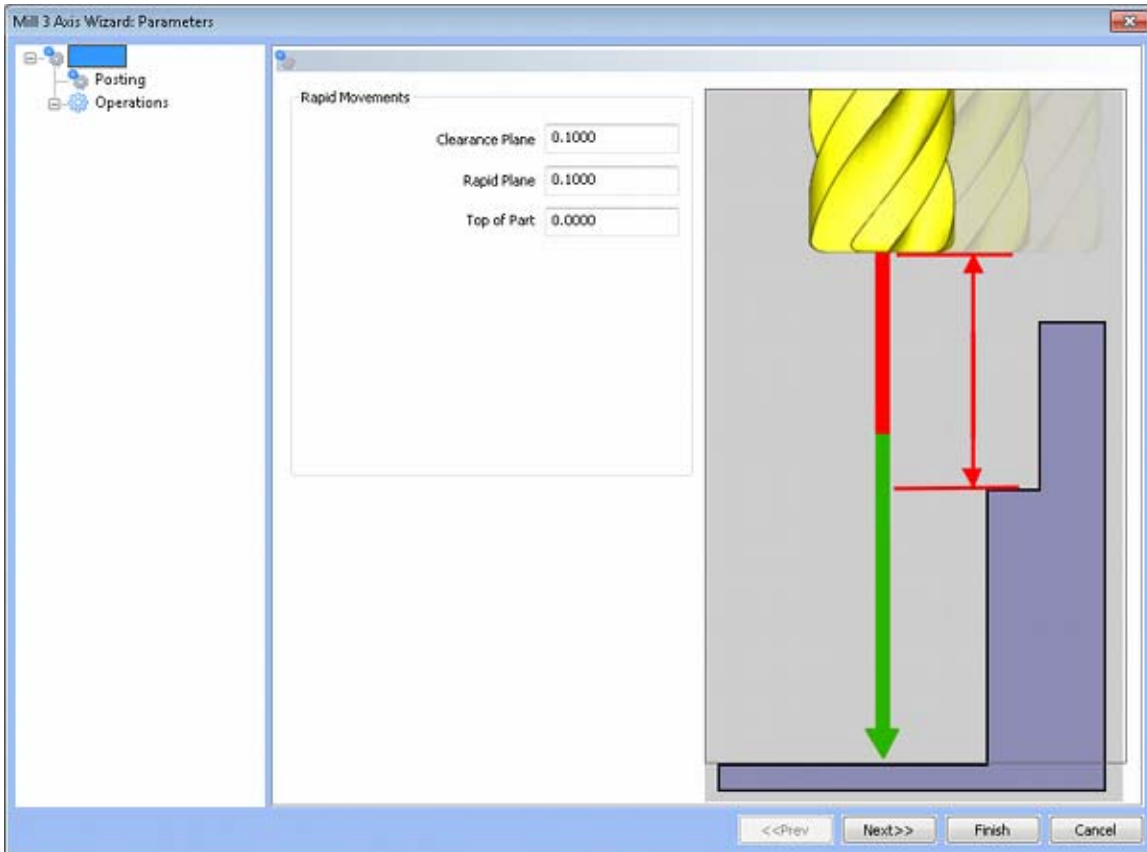 Mill 3 Axis Wizard: Parameters
Posting
Operations
Rapid Movements
Clearance Plane 0.1000
Rapid Plane 0.1000
Top of Part 0.0000
<<Prev Next>> Finish Cancel